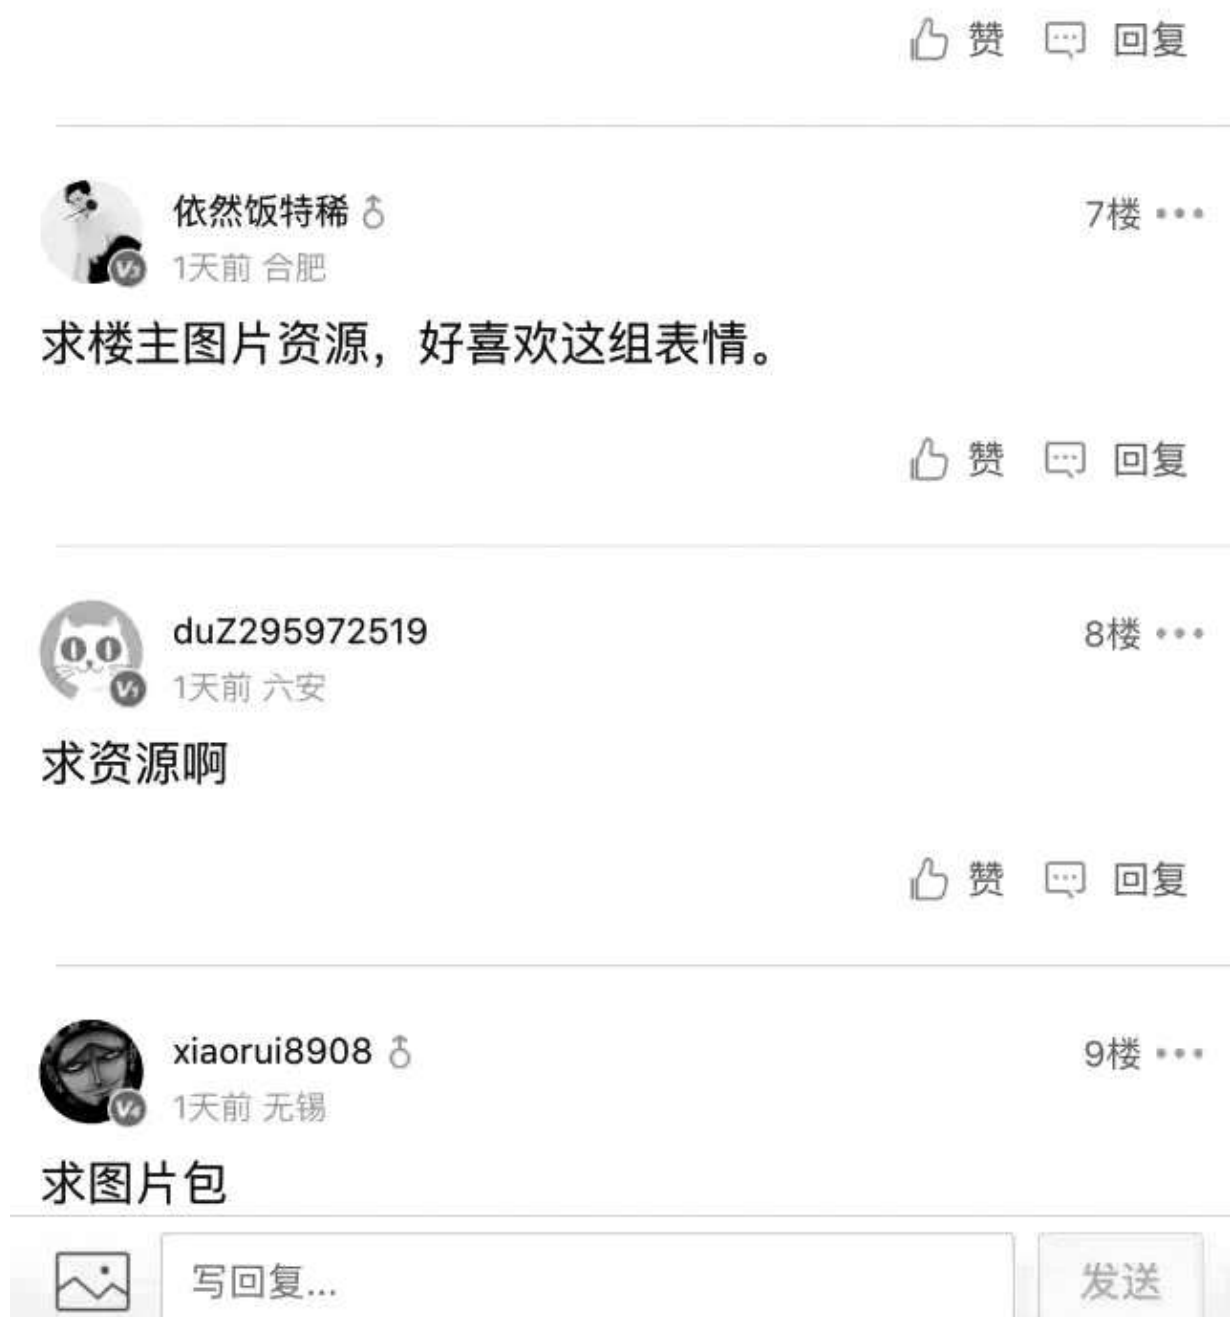 赞 回复
依然饭特稀
7楼
1天前 合肥
求楼主图片资源，好喜欢这组表情。
赞 回复
duZ295972519
8楼
V1
1天前 六安
求资源啊
赞 回复
xiaorui8908
9楼
1天前 无锡
求图片包
写回复...
发送